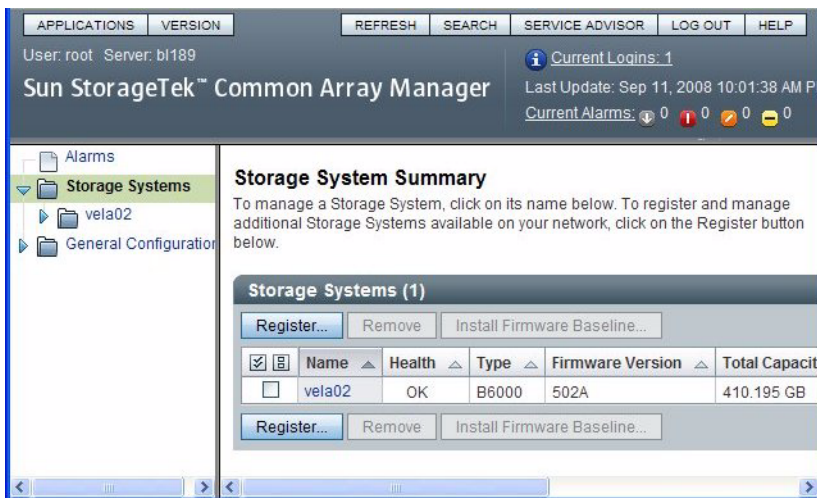 APPLICATIONS VERSION REFRESH SEARCH SERVICE ADVISOR LOG OUT HELP
User: root Server: bl189
Current Logins: 1
Sun StorageTek™ Common Array Manager
Last Update: Sep 11, 2008 10:01:38 AM P
Current Alarms: 0 0 0 0
Alarms
Storage Systems
vela02
General Configuration
Storage System Summary
To manage a Storage System, click on its name below. To register and manage
additional Storage Systems available on your network, click on the Register button
below.
Storage Systems (1)
Register... Remove Install Firmware Baseline...
Name Health Type Firmware Version Total Capacit
vela02 OK B6000 502A 410.195 GB
Register... Remove Install Firmware Baseline...